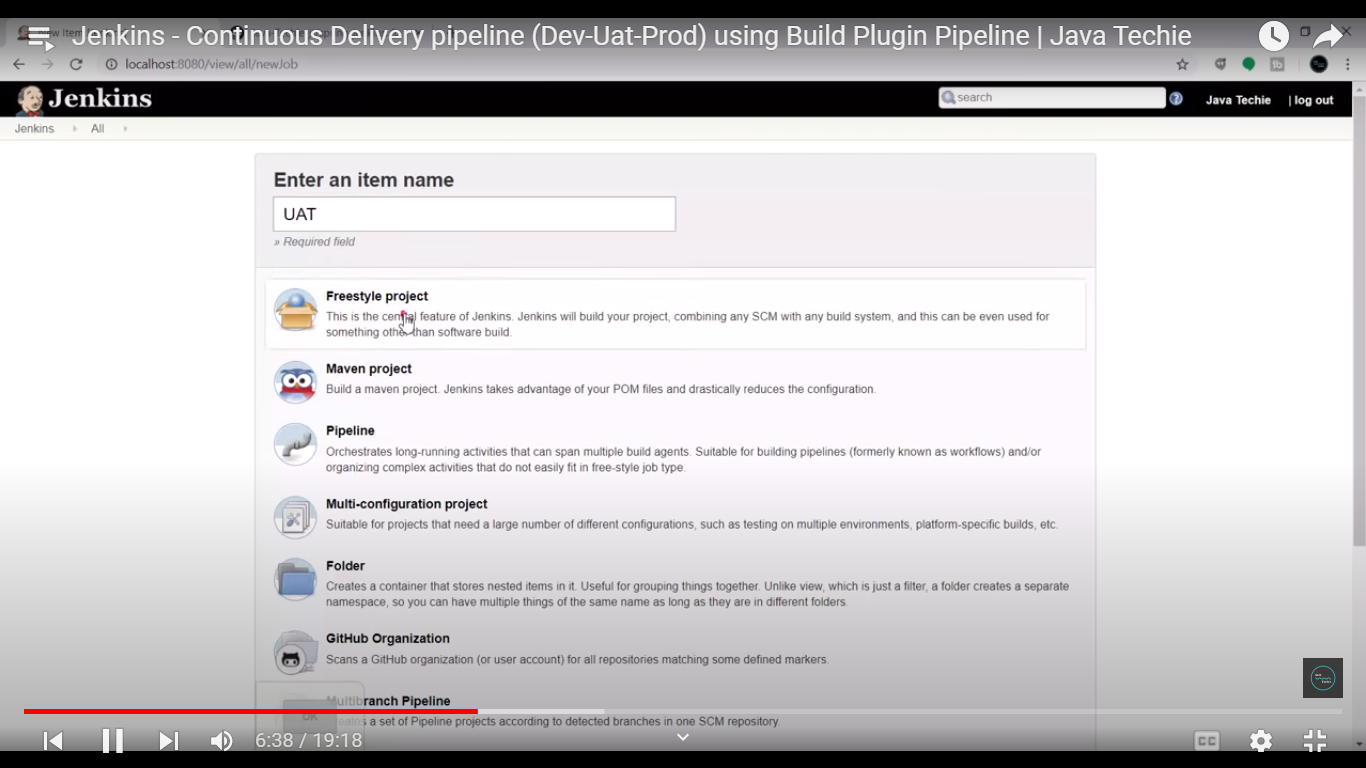 Jenkins - Continuous Delivery pipeline (Dev-Uat-Prod) using Build Plugin Pipeline | Java Techie
localhost:8080/view/all/newJob
Jenkins
search
Java Techie | log out
Jenkins All
Enter an item name
UAT
» Required field
Freestyle project
This is the central feature of Jenkins. Jenkins will build your project, combining any SCM with any build system, and this can be even used for
something other than software build.
Maven project
Build a maven project. Jenkins takes advantage of your POM files and drastically reduces the configuration.
Pipeline
Orchestrates long-running activities that can span multiple build agents. Suitable for building pipelines (formerly known as workflows) and/or
organizing complex activities that do not easily fit in free-style job type.
Multi-configuration project
Suitable for projects that need a large number of different configurations, such as testing on multiple environments, platform-specific builds, etc.
Folder
Creates a container that stores nested items in it. Useful for grouping things together. Unlike view, which is just a filter, a folder creates a separate
namespace, so you can have multiple things of the same name as long as they are in different folders.
GitHub Organization
Scans a GitHub organization (or user account) for all repositories matching some defined markers.
Multibranch Pipeline
OK
Creates a set of Pipeline projects according to detected branches in one SCM repository.
6:38 / 19:18
CC